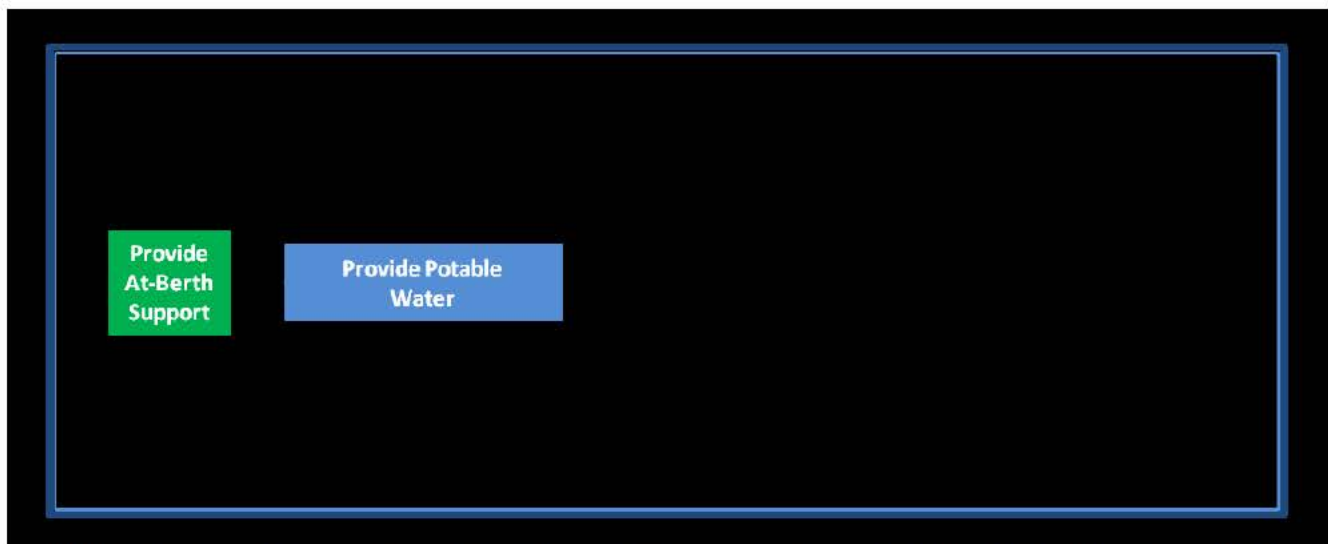 Provide
At-Berth
Support
Provide Potable
Water